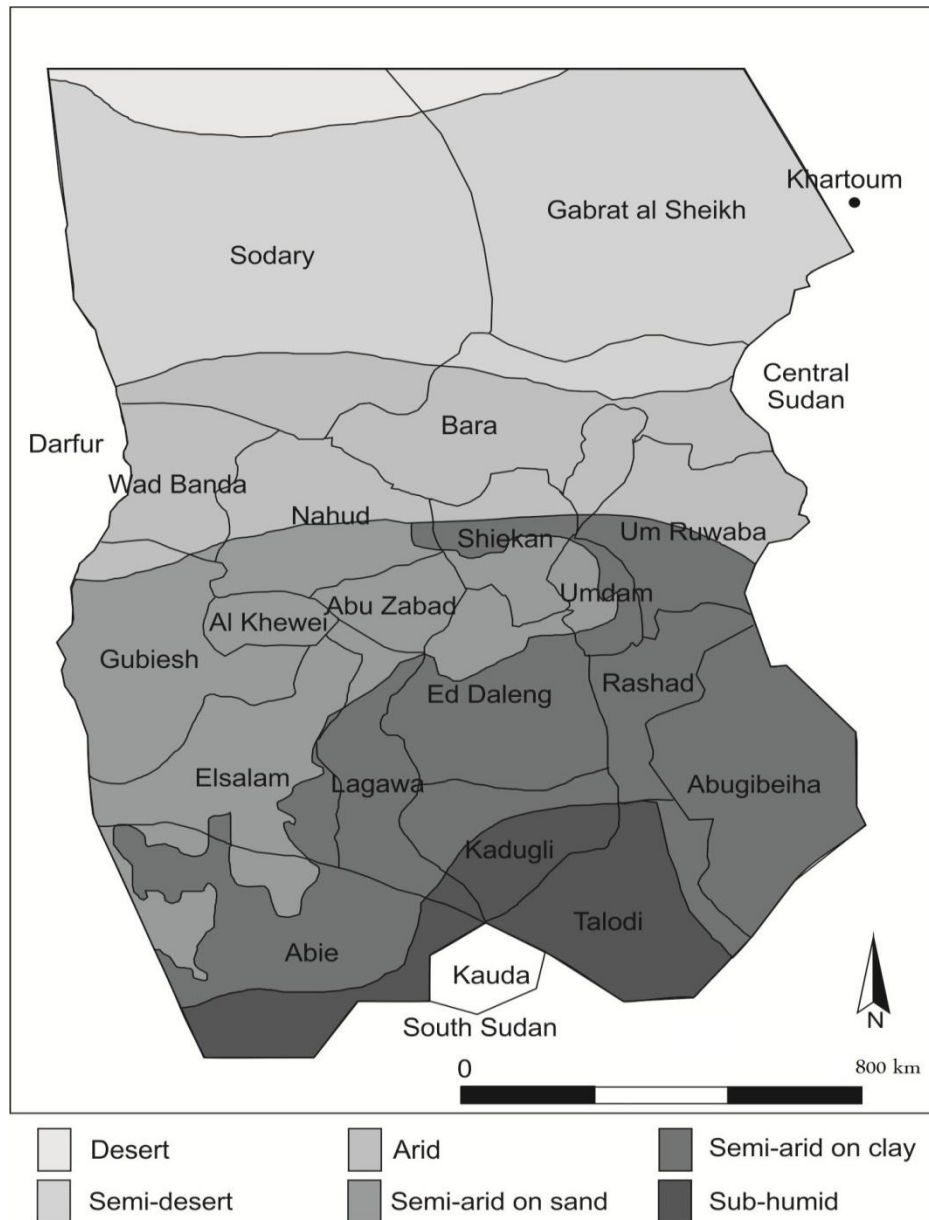 Khartoum
Gabrat al Sheikh
Sodary
Central
Sudan
Bara
Darfur
Wad Banda
Nahud
Shiekan
Um Ruwaba
Umdam
Abu Zabad
Al Khewei
Gubiesh
Rashad
Ed Daleng
Elsalam
Lagawa
Abugibeiha
Kadugli
Talodi
Abie
Kauda
South Sudan
N
0
800 km
Desert
Arid
Semi-arid on clay
Semi-desert
Semi-arid on sand
Sub-humid